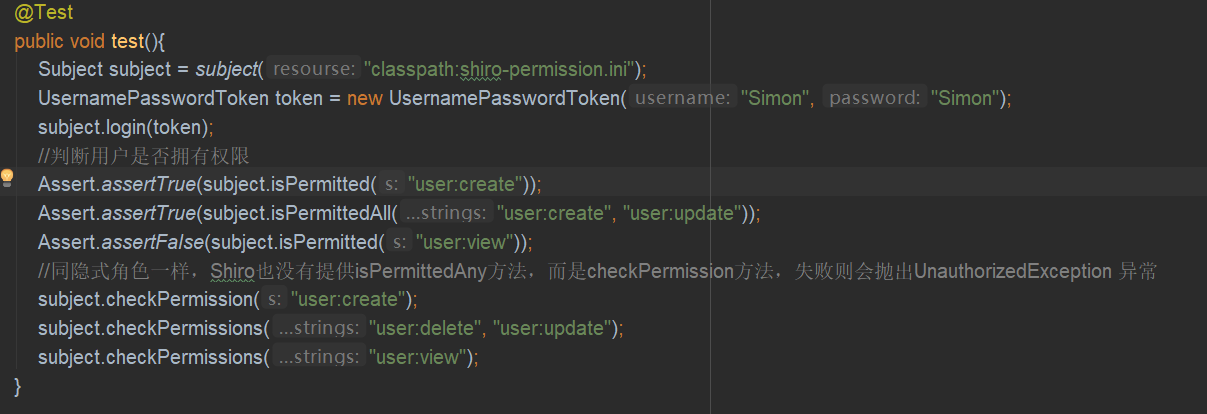 @Test
public void test(){
Subject subject = subject( resourse: "classpath:shiro-permission.ini");
UsernamePasswordToken token = new UsernamePasswordToken( username: "Simon", password: "Simon");
subject.login(token);
//判断用户是否拥有权限
Assert.assertTrue(subject.isPermitted( s: "user:create"));
Assert.assertTrue(subject.isPermittedAll( ...strings: "user:create", "user:update"));
Assert.assertFalse(subject.isPermitted( s: "user:view"));
//同隐式角色一样，Shiro也没有提供isPermittedAny方法，而是checkPermission方法，失败则会抛出UnauthorizedException 异常
subject.checkPermission( s: "user:create");
subject.checkPermissions( ...strings: "user:delete", "user:update");
subject.checkPermissions( ...strings: "user:view");
}